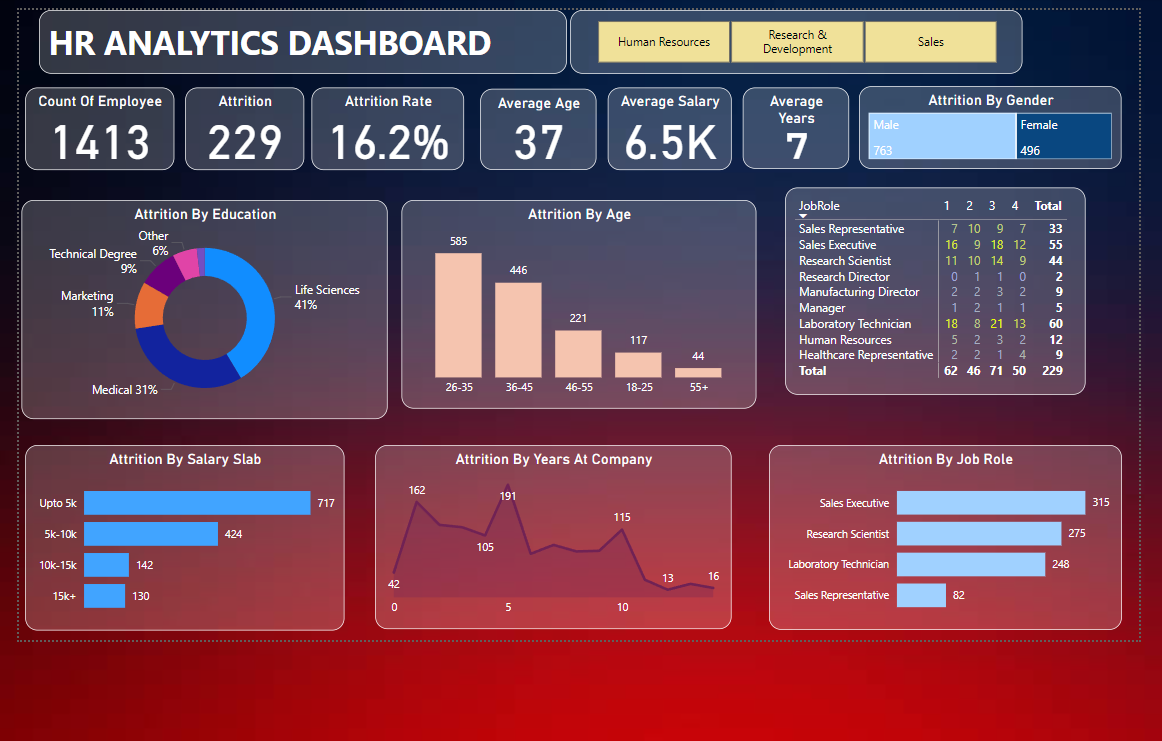 HR ANALYTICS DASHBOARD
Human Resources
Research &
Development
Sales
Count Of Employee
1413
Attrition
229
Attrition Rate
16.2%
Average Age
37
Average Salary
6.5K
Average
Years
7
Attrition By Gender
Male
763
Female
496
Attrition By Education
Other
6%
Technical Degree
9%
Marketing
11%
Life Sciences
41%
Medical 31%
Attrition By Age
585
446
221
117
44
26-35 36-45 46-55 18-25 55+
JobRole 1 2 3 4 Total
Sales Representative 7 10 9 7 33
Sales Executive 16 9 18 12 55
Research Scientist 11 10 14 9 44
Research Director 0 1 1 0 2
Manufacturing Director 2 2 3 2 9
Manager 1 2 1 1 5
Laboratory Technician 18 8 21 13 60
Human Resources 5 2 3 2 12
Healthcare Representative 2 2 1 4 9
Total 62 46 71 50 229
Attrition By Salary Slab
Upto 5k 717
5k-10k 424
10k-15k 142
15k+ 130
Attrition By Years At Company
162
191
115
105
42
13
16
0 5 10
Attrition By Job Role
Sales Executive 315
Research Scientist 275
Laboratory Technician 248
Sales Representative 82